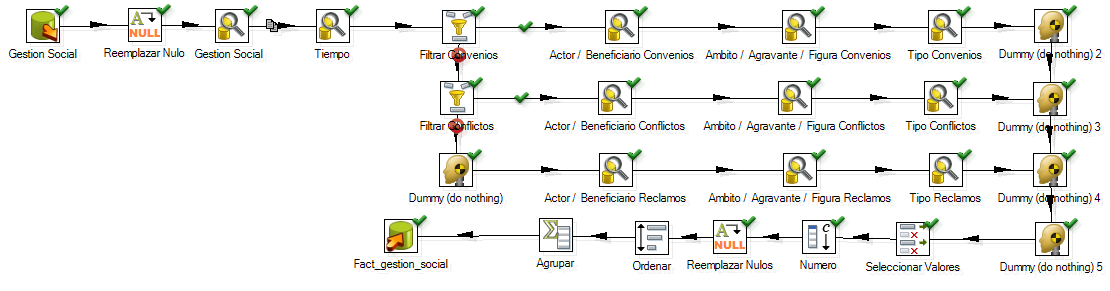 Gestion Social
Reemplazar Nulo
Gestion Social
Tiempo
Filtrar Convenios
Actor / Beneficiario Convenios
Ambito / Agravante / Figura Convenios
Tipo Convenios
Dummy (do nothing) 2
Filtrar Conflictos
Actor / Beneficiario Conflictos
Ambito / Agravante / Figura Conflictos
Tipo Conflictos
Dummy (do nothing) 3
Dummy (do nothing)
Actor / Beneficiario Reclamos
Ambito / Agravante / Figura Reclamos
Tipo Reclamos
Dummy (do nothing) 4
Fact_gestion_social
Agrupar
Ordenar
Reemplazar Nulos
Numero
Seleccionar Valores
Dummy (do nothing) 5
A
NULL
A
NULL
c